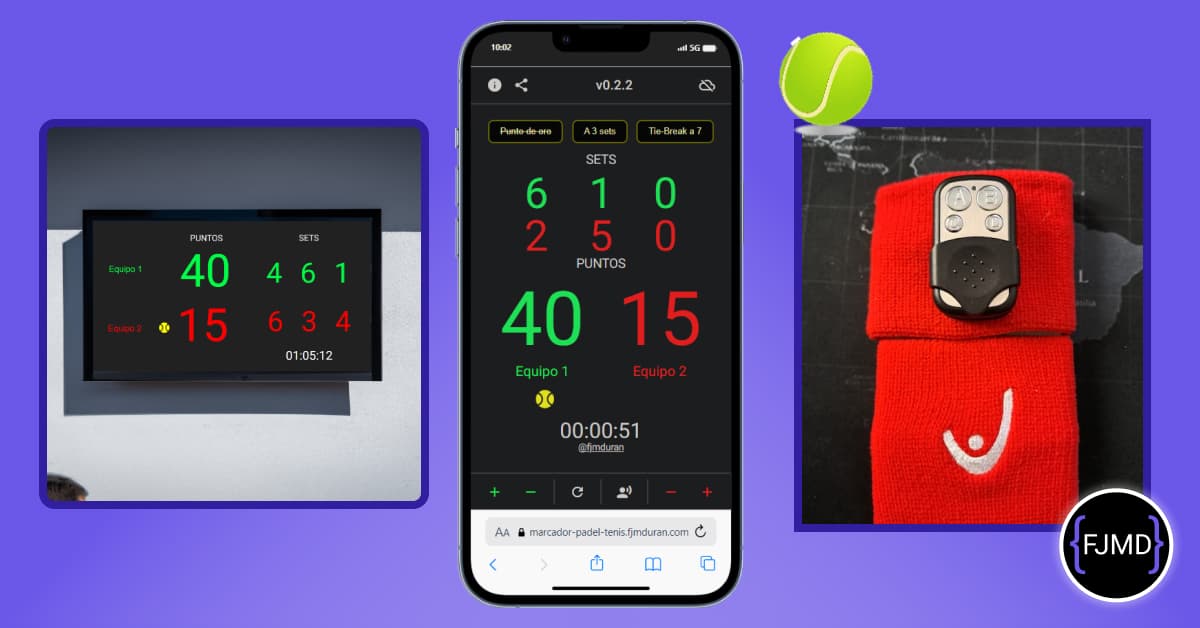 PUNTOS SETS
Equipo 1 40 4 6 1
Equipo 2 15 6 3 4
01:05:12
10:02 5G
v0.2.2
Punto de oro A 3 sets Tie-Break a 7
SETS
6 1 0
2 5 0
PUNTOS
40 15
Equipo 1 Equipo 2
00:00:51
@fjmduran
+ − − +
AA marcador-padel-tenis.fjmduran.com
A B
C D
{FJMD}